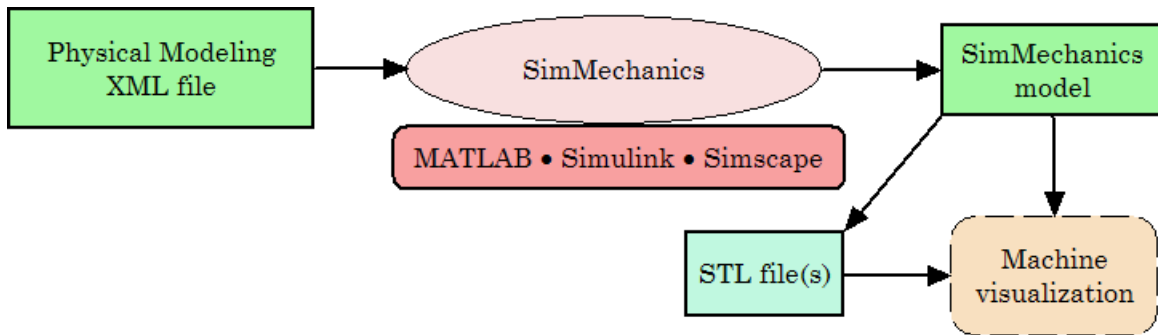 Physical Modeling
XML file
SimMechanics
SimMechanics
model
MATLAB • Simulink • Simscape
STL file(s)
Machine
visualization